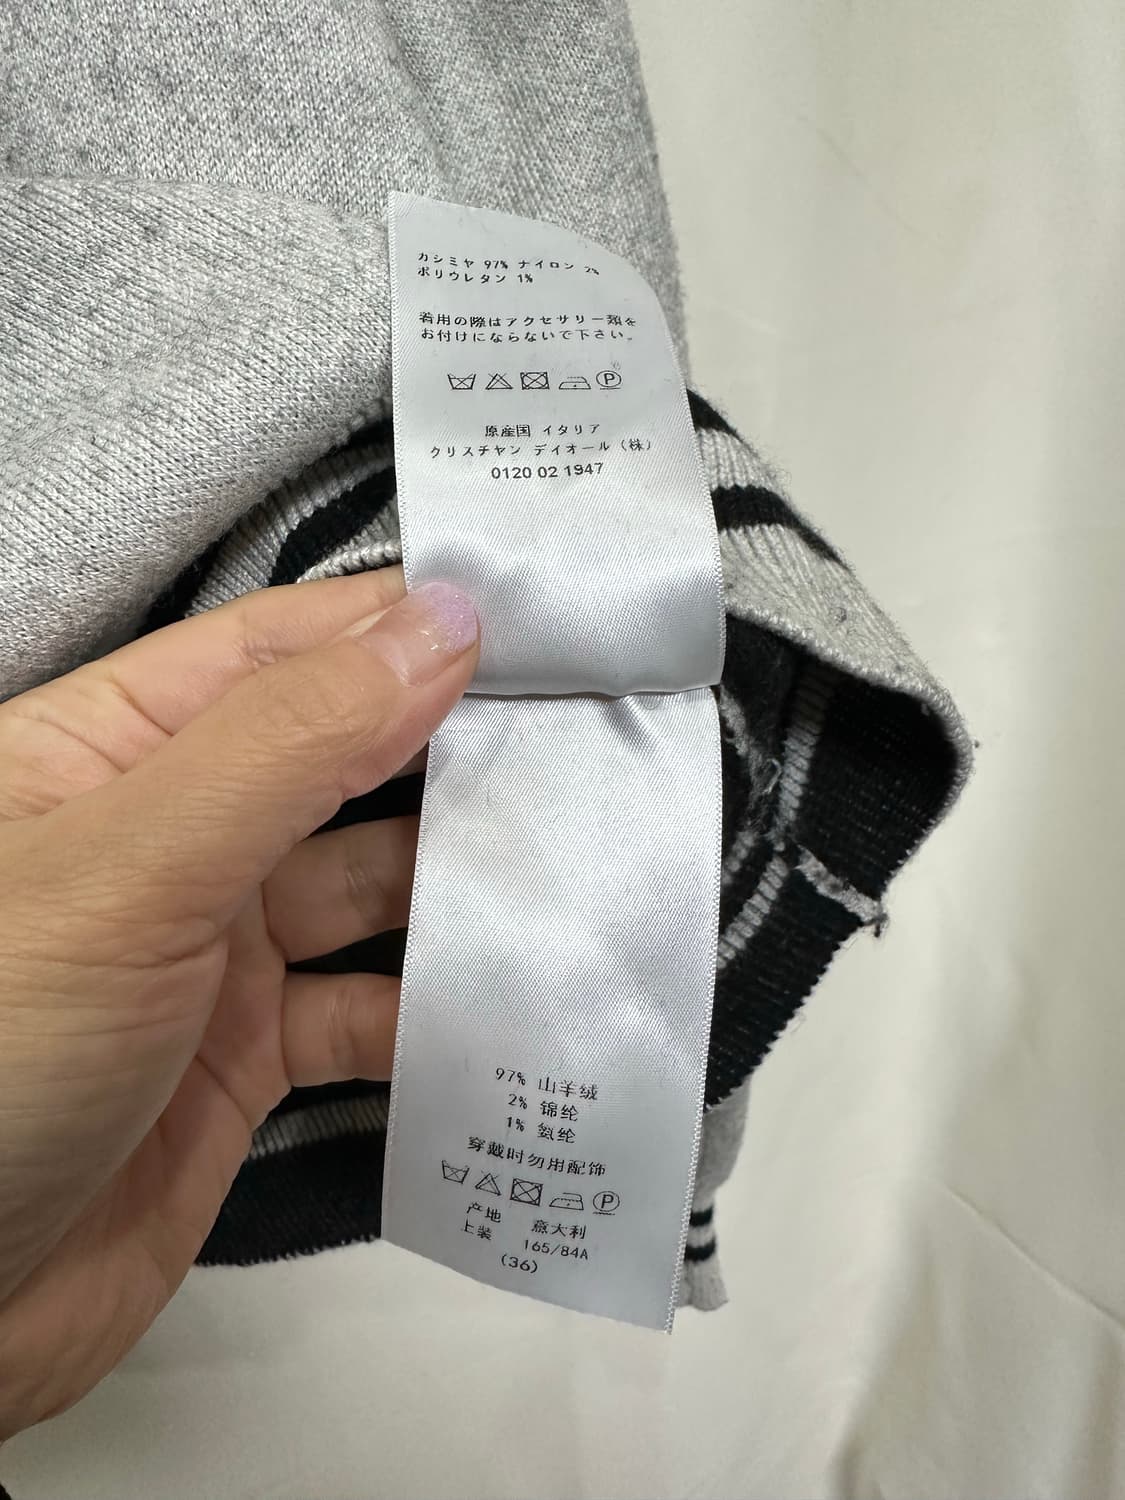 カシミヤ 97% ナイロン 2%
ポリウレタン 1%
着用の際はアクセサリー類を
お付けにならないで下さい。
P
原産国 イタリア
クリスチャン デイオール (株)
0120 02 1947
97% 山羊绒
2% 锦纶
1% 氨纶
穿戴时勿用配饰
P
产地 意大利
上装 165/84A
(36)